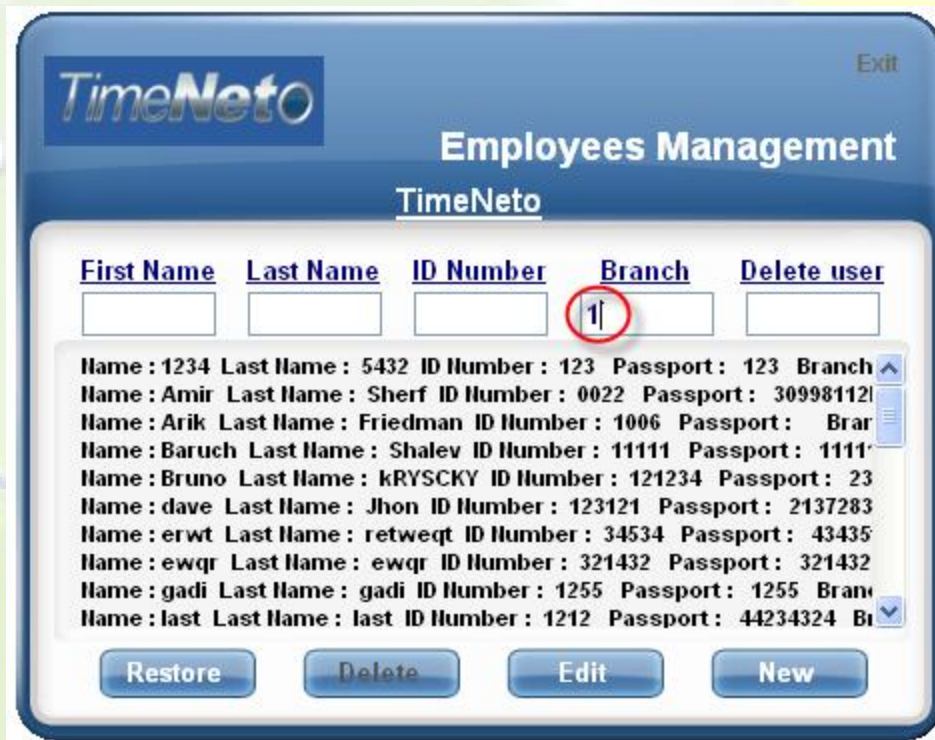 Exit
TimeNeto
Employees Management
TimeNeto
First Name Last Name ID Number Branch Delete user
1
Name : 1234 Last Name : 5432 ID Number : 123 Passport : 123 Branch
Name : Amir Last Name : Sherf ID Number : 0022 Passport : 30998112
Name : Arik Last Name : Friedman ID Number : 1006 Passport : Bran
Name : Baruch Last Name : Shalev ID Number : 11111 Passport : 1111
Name : Bruno Last Name : kRYSCKY ID Number : 121234 Passport : 23
Name : dave Last Name : Jhon ID Number : 123121 Passport : 2137283
Name : erwt Last Name : retweqt ID Number : 34534 Passport : 43435
Name : ewqr Last Name : ewqr ID Number : 321432 Passport : 321432
Name : gadi Last Name : gadi ID Number : 1255 Passport : 1255 Bran
Name : last Last Name : last ID Number : 1212 Passport : 44234324 B
Restore Delete Edit New